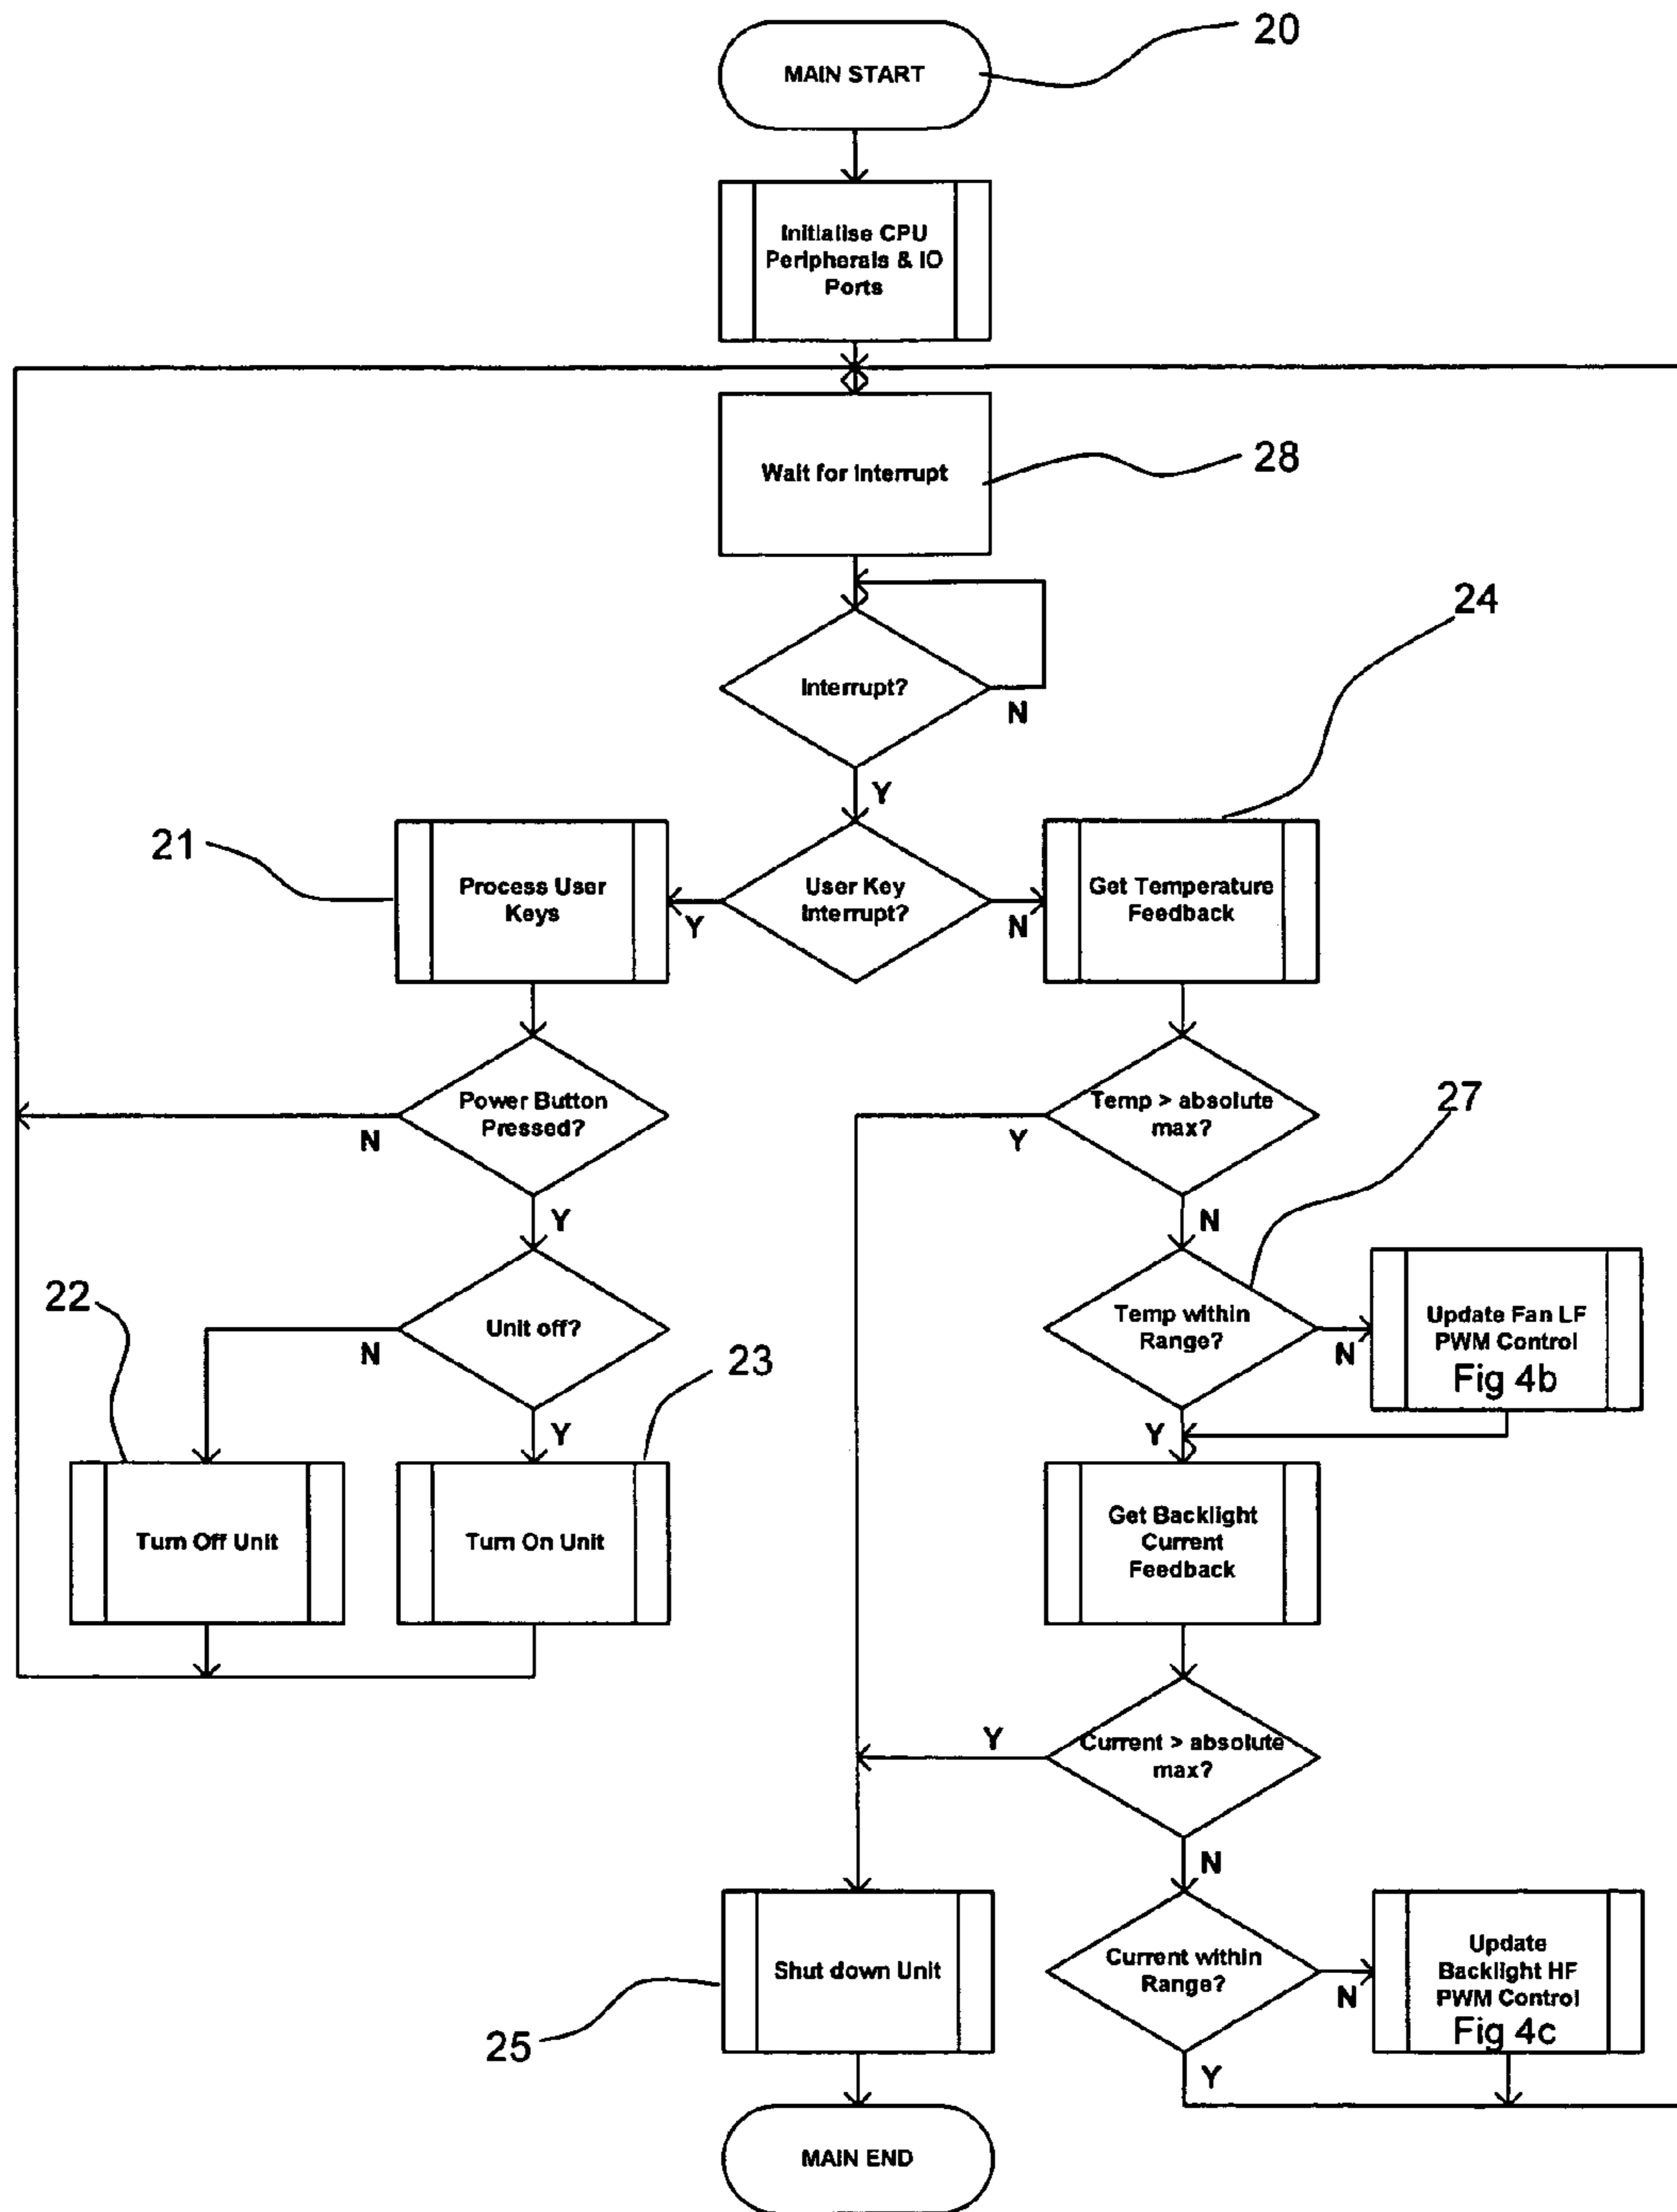 20
MAIN START
Initialise CPU
Peripherals & IO
Ports
Wait for Interrupt
28
Interrupt?
N
24
Y
21
Process User
Keys
Y
User Key
Interrupt?
N
Get Temperature
Feedback
Power Button
Pressed?
N
Y
Temp > absolute
max?
Y
27
N
22
Unit off?
N
Y
23
Temp within
Range?
N
Y
Update Fan LF
PWM Control
Fig 4b
Turn Off Unit
Turn On Unit
Get Backlight
Current
Feedback
Y
Current > absolute
max?
N
Shut down Unit
25
Current within
Range?
N
Y
Update
Backlight HF
PWM Control
Fig 4c
MAIN END